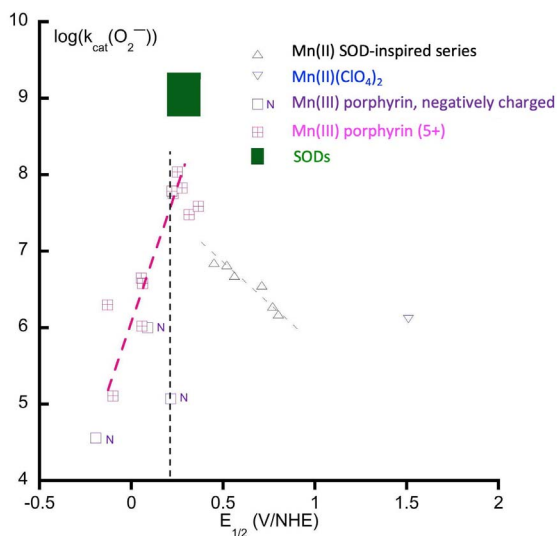 log(k_cat(O₂⁻))
Mn(II) SOD-inspired series
Mn(II)(ClO₄)₂
N Mn(III) porphyrin, negatively charged
Mn(III) porphyrin (5+)
SODs
10
9
8
7
6
5
4
N
N
N
-0.5
0
0.5
1
1.5
2
E₁/₂ (V/NHE)